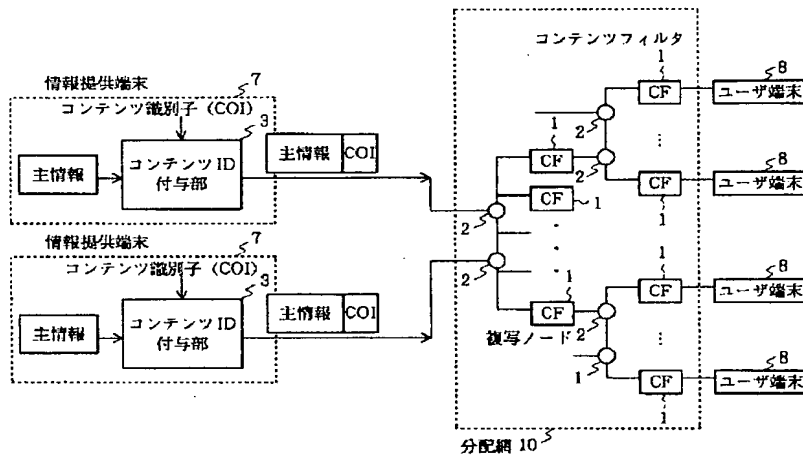 コンテンツフィルタ
情報提供端末
7
コンテンツ識別子 (COI)
3
主情報
コンテンツID
付与部
主情報 COI
情報提供端末
7
コンテンツ識別子 (COI)
3
主情報
コンテンツID
付与部
主情報 COI
1
CF
8
ユーザ端末
2
1
CF
2
CF
1
8
ユーザ端末
CF
1
2
2
1
CF
8
ユーザ端末
1
CF
複写ノード
2
1
CF
1
8
ユーザ端末
分配網 10